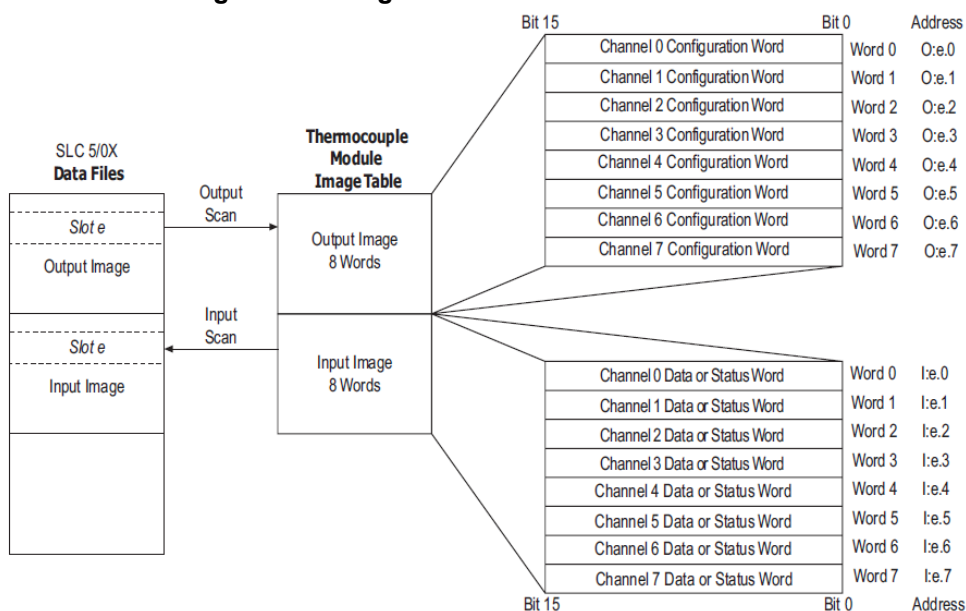 Bit 15 Bit 0 Address
Channel 0 Configuration Word Word 0 O:e.0
Channel 1 Configuration Word Word 1 O:e.1
Channel 2 Configuration Word Word 2 O:e.2
Channel 3 Configuration Word Word 3 O:e.3
Channel 4 Configuration Word Word 4 O:e.4
Channel 5 Configuration Word Word 5 O:e.5
Channel 6 Configuration Word Word 6 O:e.6
Channel 7 Configuration Word Word 7 O:e.7
SLC 5/0X
Data Files
Slot e
Output Image
Slot e
Input Image
Output
Scan
Input
Scan
Thermocouple
Module
Image Table
Output Image
8 Words
Input Image
8 Words
Channel 0 Data or Status Word Word 0 I:e.0
Channel 1 Data or Status Word Word 1 I:e.1
Channel 2 Data or Status Word Word 2 I:e.2
Channel 3 Data or Status Word Word 3 I:e.3
Channel 4 Data or Status Word Word 4 I:e.4
Channel 5 Data or Status Word Word 5 I:e.5
Channel 6 Data or Status Word Word 6 I:e.6
Channel 7 Data or Status Word Word 7 I:e.7
Bit 15 Bit 0 Address